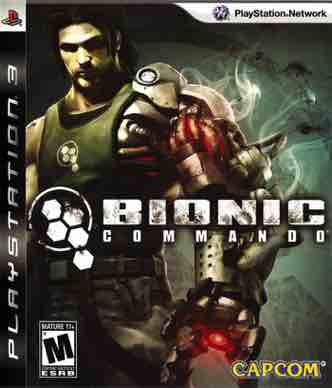 PlayStation Network
PLAYSTATION 3
BIONIC
COMMANDO
MATURE 17+
M
ESRB
CAPCOM